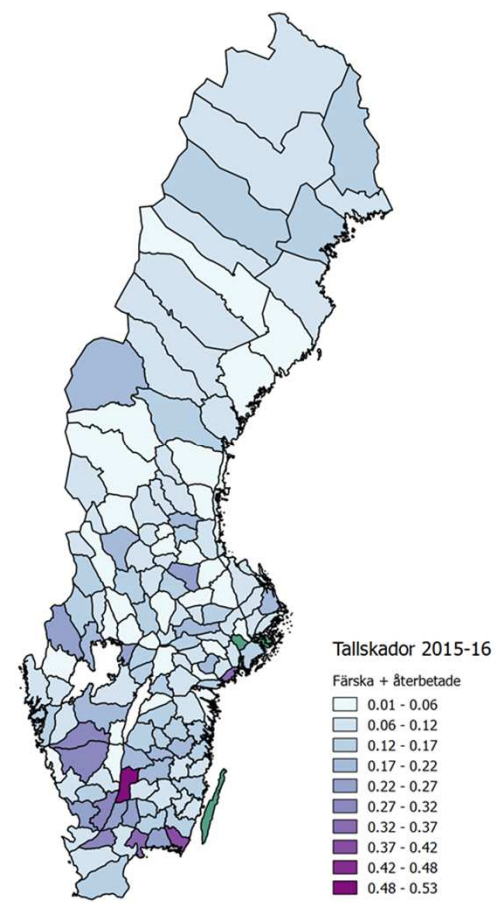 Tallskador 2015-16
Färska + återbetade
0.01 - 0.06
0.06 - 0.12
0.12 - 0.17
0.17 - 0.22
0.22 - 0.27
0.27 - 0.32
0.32 - 0.37
0.37 - 0.42
0.42 - 0.48
0.48 - 0.53